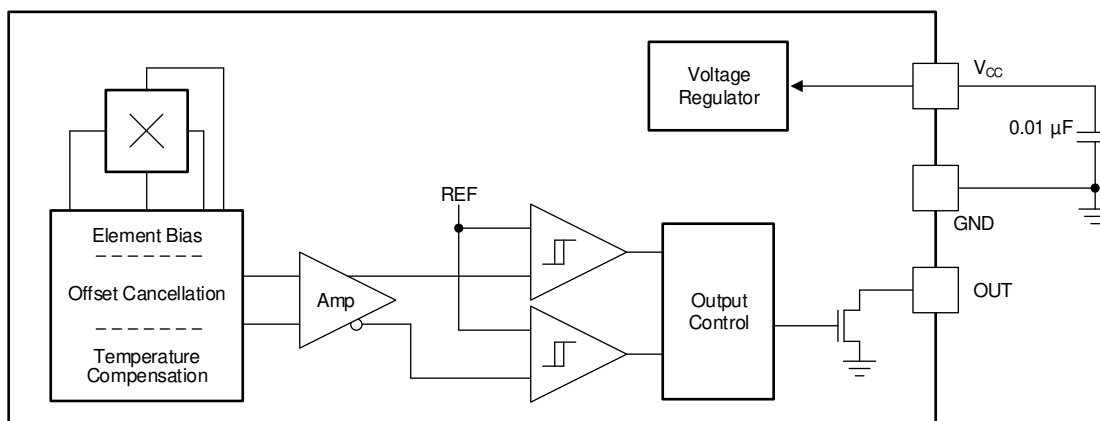 Voltage
Regulator
VCC
0.01 µF
GND
REF
Element Bias
Offset Cancellation
Temperature
Compensation
Amp
Output
Control
OUT